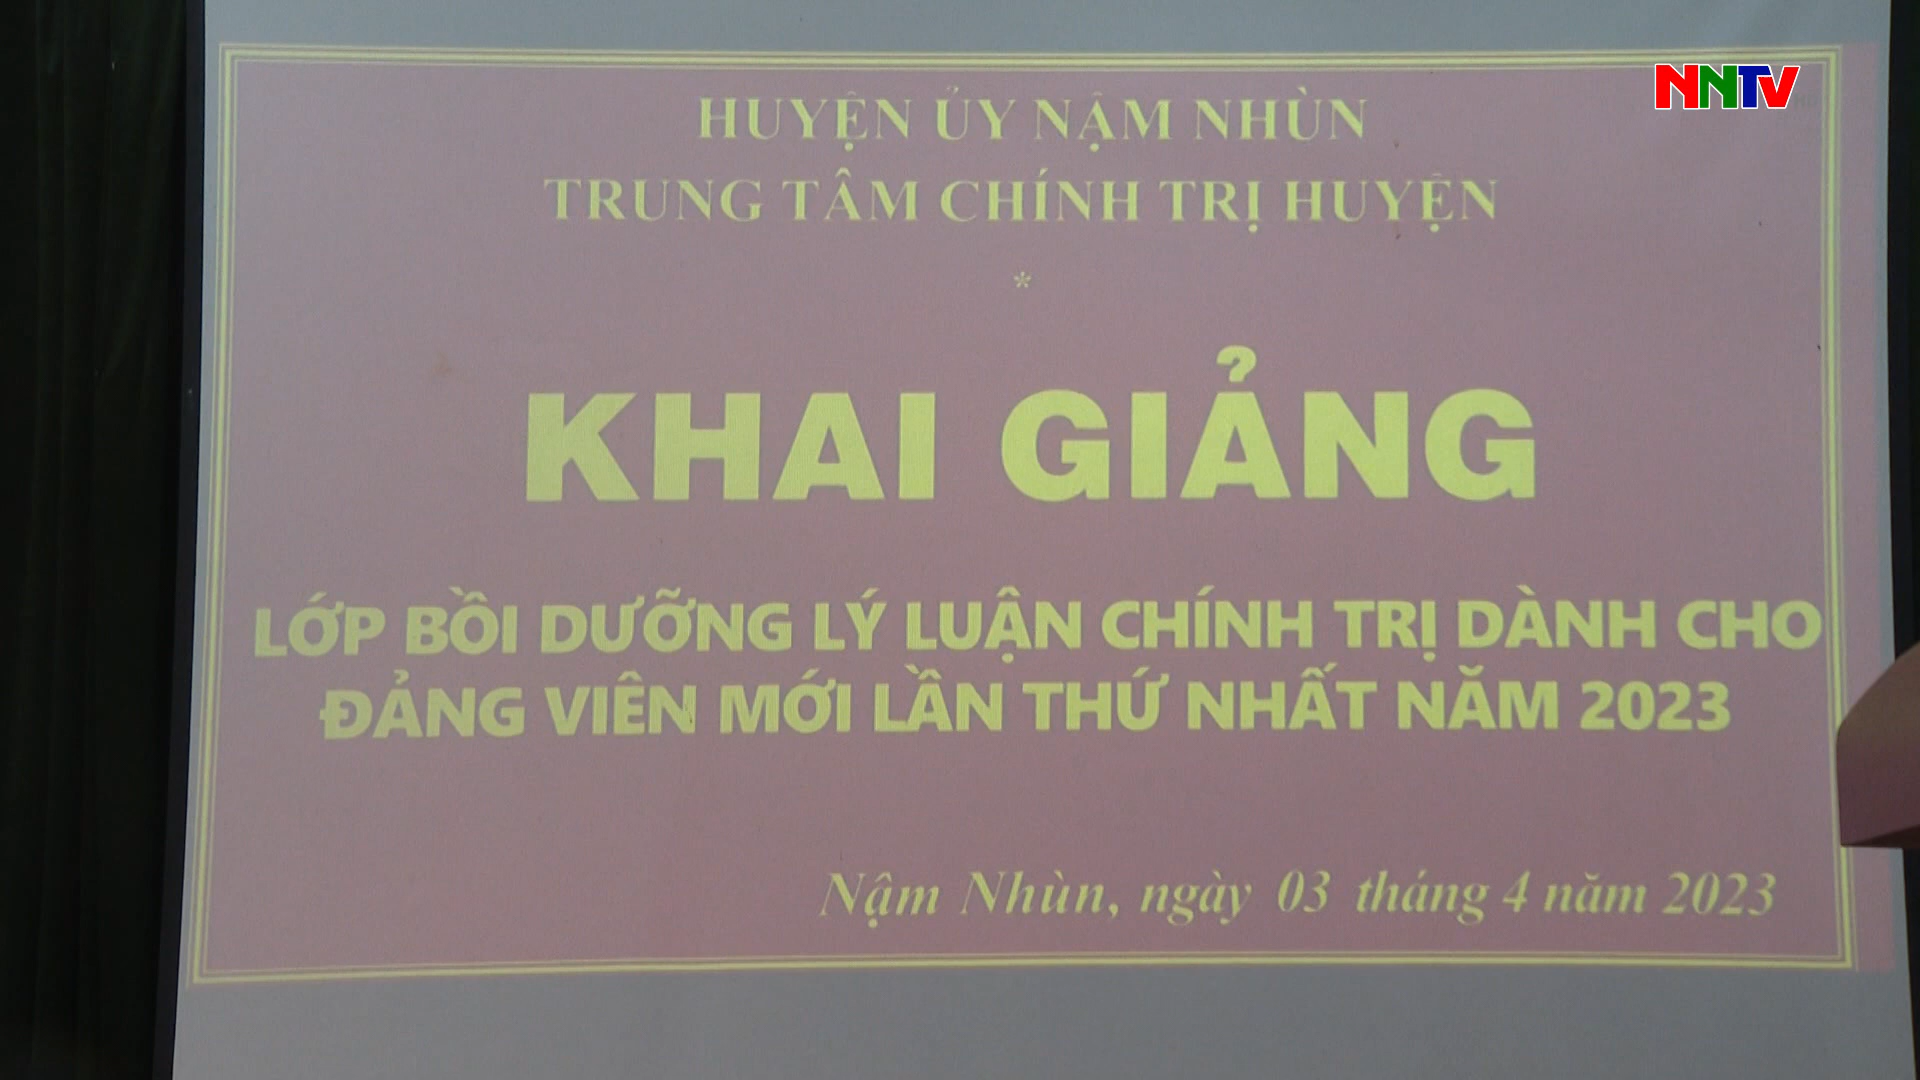 NNTV
HUYỆN ỦY NẬM NHÙN
TRUNG TÂM CHÍNH TRỊ HUYỆN
*
KHAI GIẢNG
LỚP BỒI DƯỠNG LÝ LUẬN CHÍNH TRỊ DÀNH CHO
ĐẢNG VIÊN MỚI LẦN THỨ NHẤT NĂM 2023
Nậm Nhùn, ngày 03 tháng 4 năm 2023